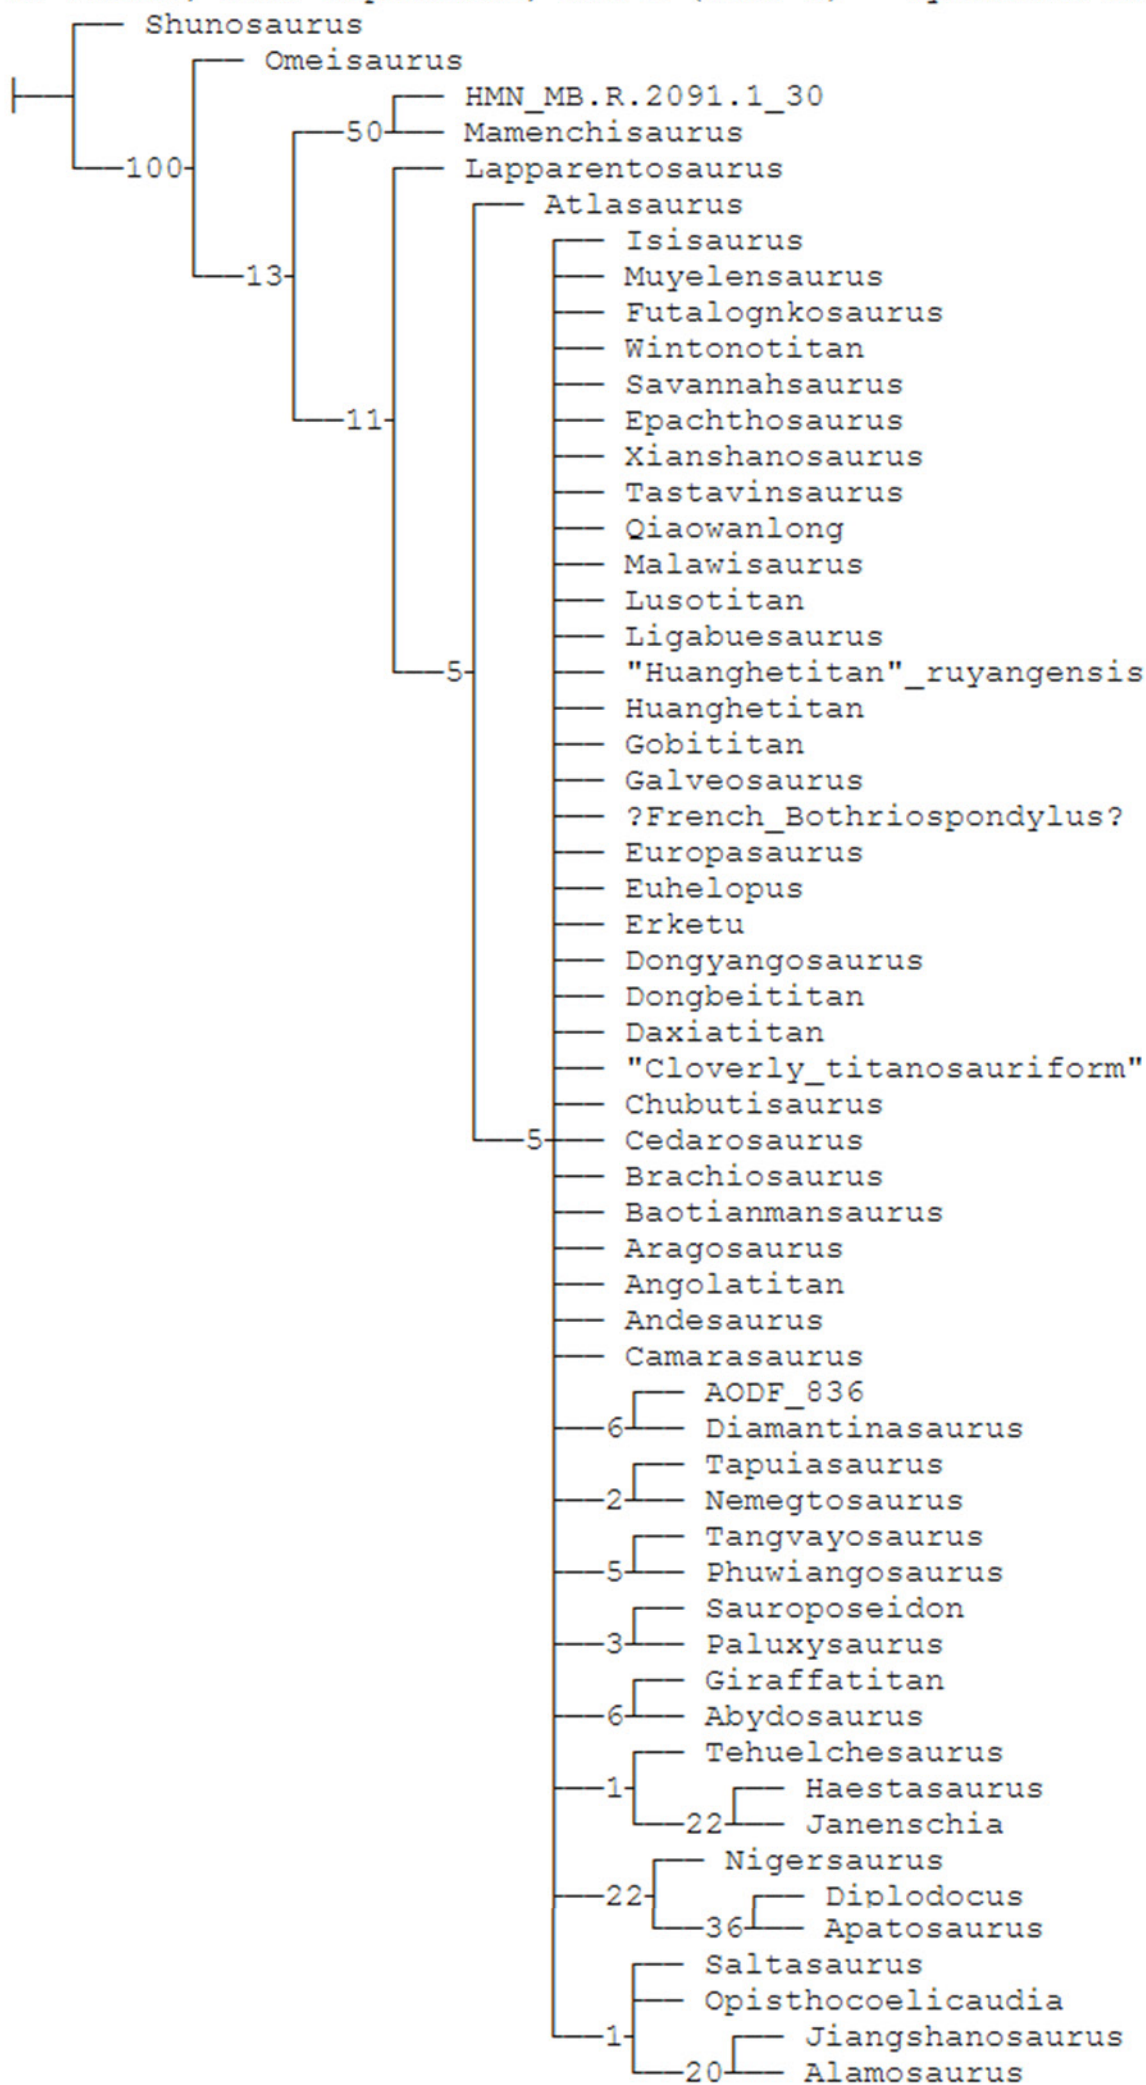 Shunosaurus
Omeisaurus
HMN_MB.R.2091.1_30
50 Mamenchisaurus
100 Lapparentosaurus
Atlasaurus
Isisaurus
13 Muyelensaurus
Futalognkosaurus
Wintonotitan
Savannahsaurus
11 Epachthosaurus
Xianshanosaurus
Tastavinsaurus
Qiaowanlong
Malawisaurus
Lusotitan
Ligabuesaurus
5 "Huanghetitan"_ruyangensis
Huanghetitan
Gobititan
Galveosaurus
?French_Bothriospondylus?
Europasaurus
Euhelopus
Erketu
Dongyangosaurus
Dongbeititan
Daxiatitan
"Cloverly_titanosauriform"
Chubutisaurus
5 Cedarosaurus
Brachiosaurus
Baotianmansaurus
Aragosaurus
Angolatitan
Andesaurus
Camarasaurus
AODF_836
6 Diamantinasaurus
Tapuiasaurus
2 Nemegtosaurus
Tangvayosaurus
5 Phuwiangosaurus
Sauroposeidon
3 Paluxysaurus
Giraffatitan
6 Abydosaurus
Tehuelchesaurus
1 Haestasaurus
22 Janenschia
Nigersaurus
22 Diplodocus
36 Apatosaurus
Saltasaurus
Opisthocoelicaudia
1 Jiangshanosaurus
20 Alamosaurus